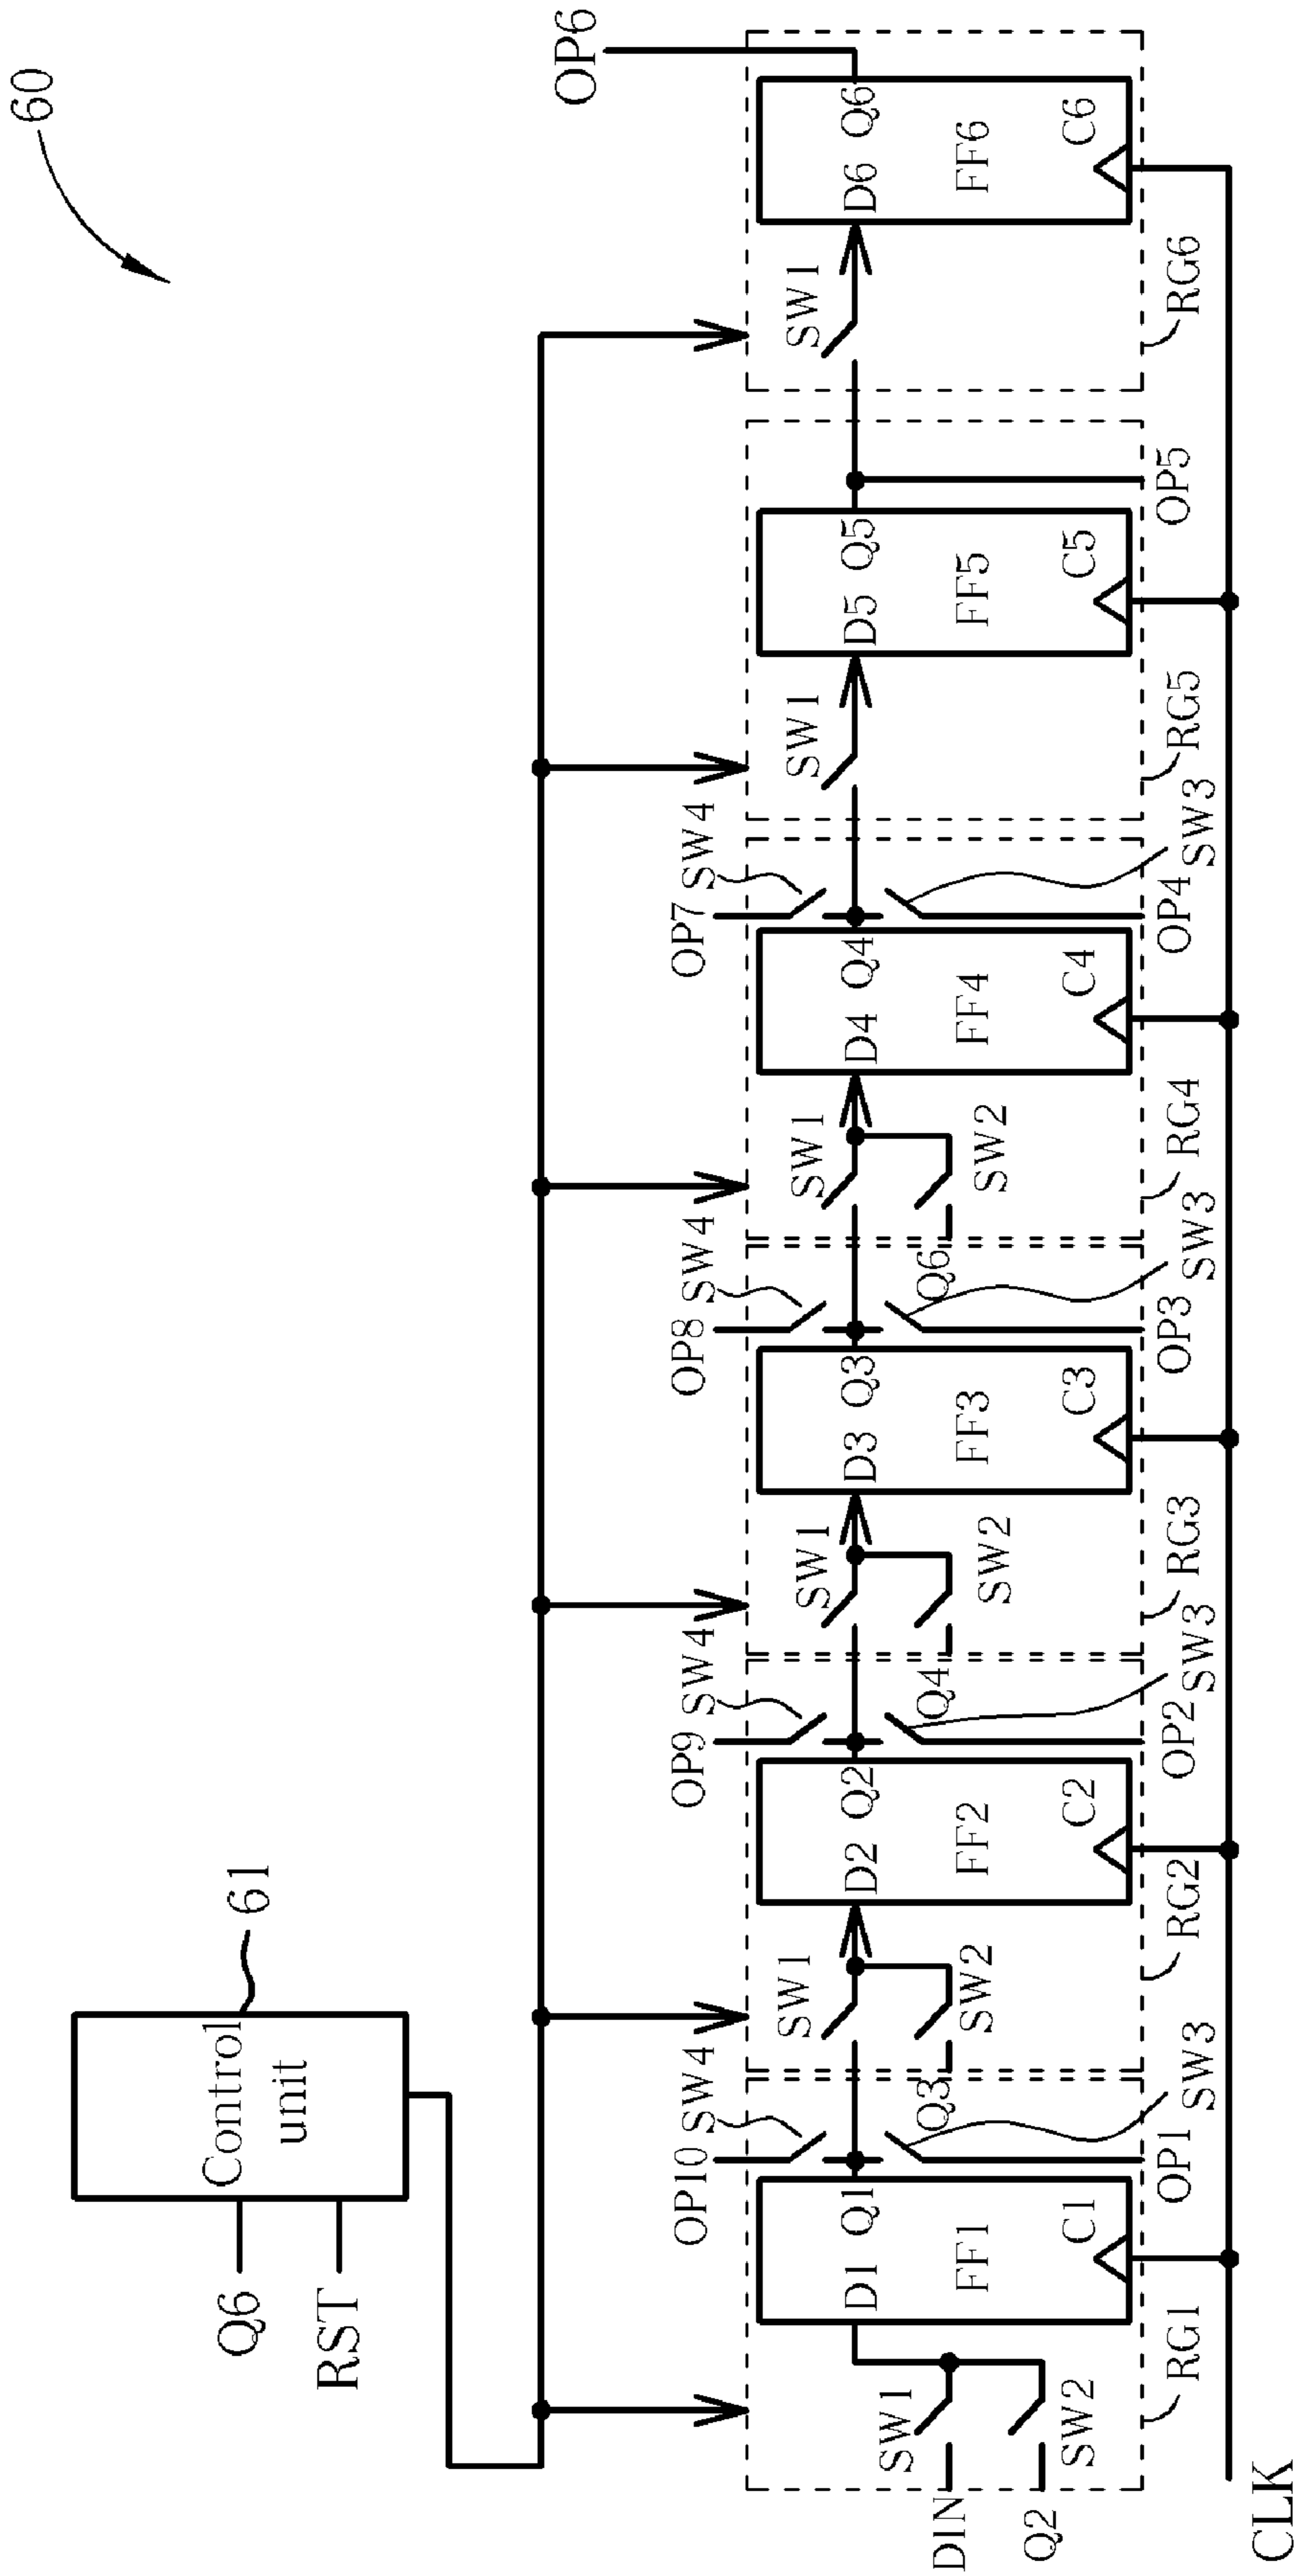 60
Control
unit
61
Q6
RST
OP10
SW4
OP9
SW4
OP8
SW4
OP7
SW4
OP6
SW1
SW2
DIN
Q2
D1
Q1
FF1
C1
SW3
OP1
RG1
SW1
SW2
Q3
D2
Q2
FF2
C2
SW3
OP2
RG2
SW1
SW2
Q4
D3
Q3
FF3
C3
SW3
OP3
RG3
SW1
SW2
Q6
D4
Q4
FF4
C4
SW3
OP4
RG4
SW1
D5
Q5
FF5
C5
OP5
RG5
SW1
D6
Q6
FF6
C6
RG6
CLK